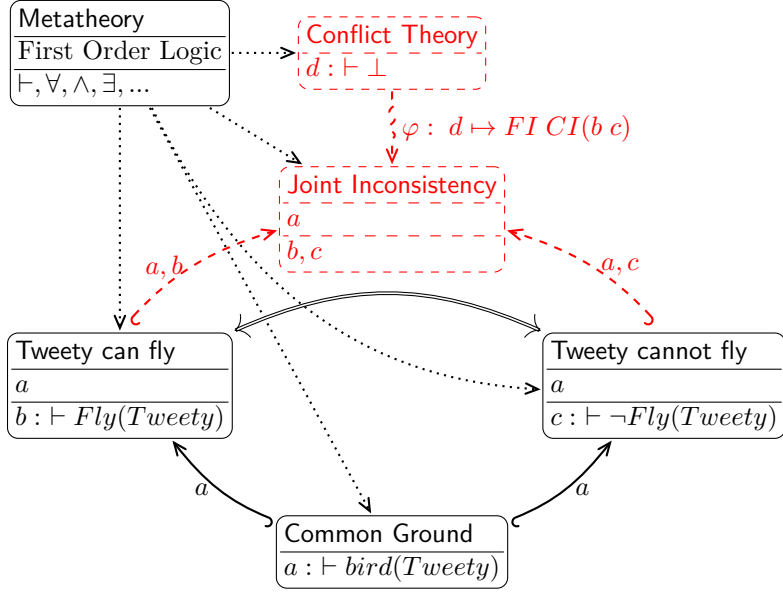 Metatheory
First Order Logic
⊢, ∀, ∧, ∃, ...
Conflict Theory
d : ⊢ ⊥
φ : d ↦ FI CI(b c)
Joint Inconsistency
a
b, c
a, b
a, c
Tweety can fly
a
b : ⊢ Fly(Tweety)
Tweety cannot fly
a
c : ⊢ ¬Fly(Tweety)
a
a
Common Ground
a : ⊢ bird(Tweety)